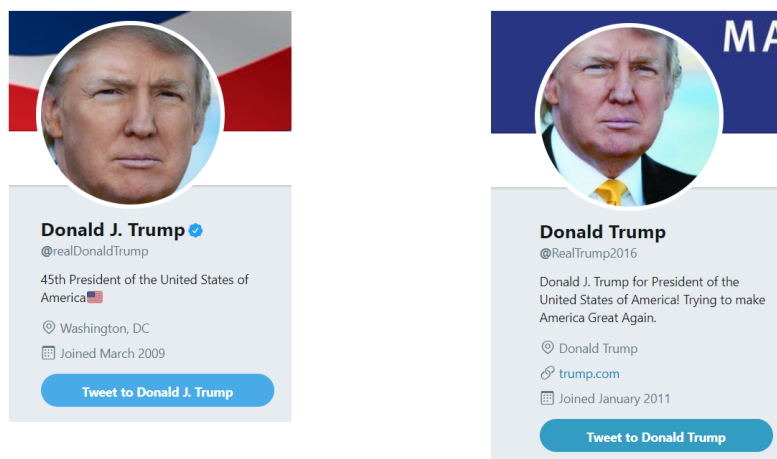 Donald J. Trump
@realDonaldTrump
45th President of the United States of
America
Washington, DC
Joined March 2009
Tweet to Donald J. Trump
MA
Donald Trump
@RealTrump2016
Donald J. Trump for President of the
United States of America! Trying to make
America Great Again.
Donald Trump
trump.com
Joined January 2011
Tweet to Donald Trump